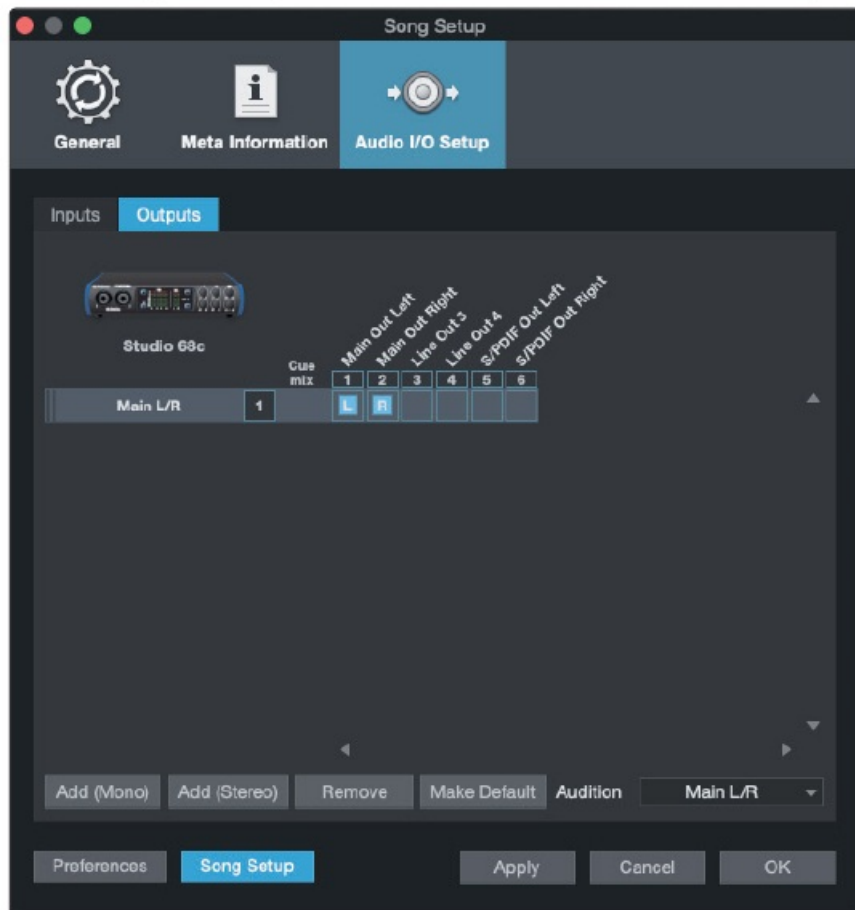 Song Setup
General
Meta Information
Audio I/O Setup
Inputs
Outputs
Studio 68c
Cue mix
Main Out Left
Main Out Right
Line Out 3
Line Out 4
S/PDIF Out Left
S/PDIF Out Right
1 2 3 4 5 6
Main L/R 1 L R
Add (Mono) Add (Stereo) Remove Make Default Audition Main L/R
Preferences Song Setup Apply Cancel OK